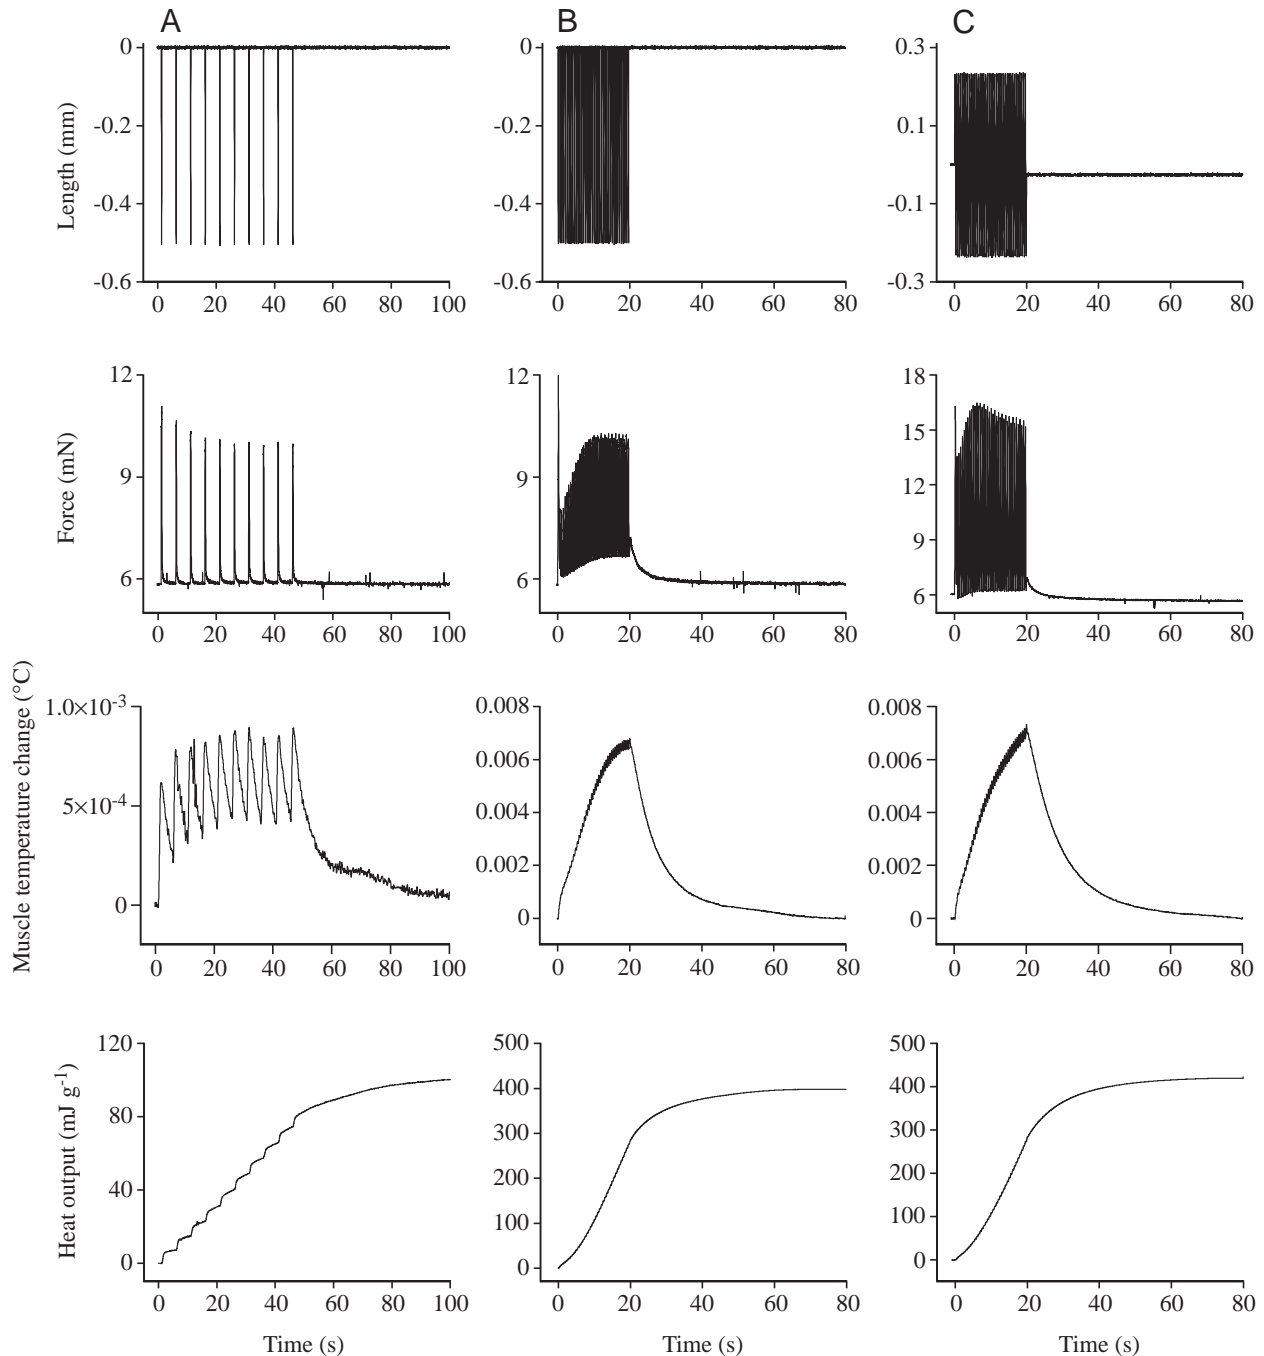 A B C
0 0 0.3
-0.2 -0.2 0.1
-0.4 -0.4 -0.1
-0.6 -0.6 -0.3
Length (mm)
0 20 40 60 80 100 0 20 40 60 80 0 20 40 60 80
12 12 18
15
9 9 12
9
6 6 6
Force (mN)
0 20 40 60 80 100 0 20 40 60 80 0 20 40 60 80
1.0×10-3 0.008 0.008
0.006 0.006
5×10-4 0.004 0.004
0.002 0.002
0 0 0
Muscle temperature change (°C)
0 20 40 60 80 100 0 20 40 60 80 0 20 40 60 80
120 500 500
400 400
80 300 300
40 200 200
100 100
0 0 0
Heat output (mJ g-1)
0 20 40 60 80 100 0 20 40 60 80 0 20 40 60 80
Time (s) Time (s) Time (s)